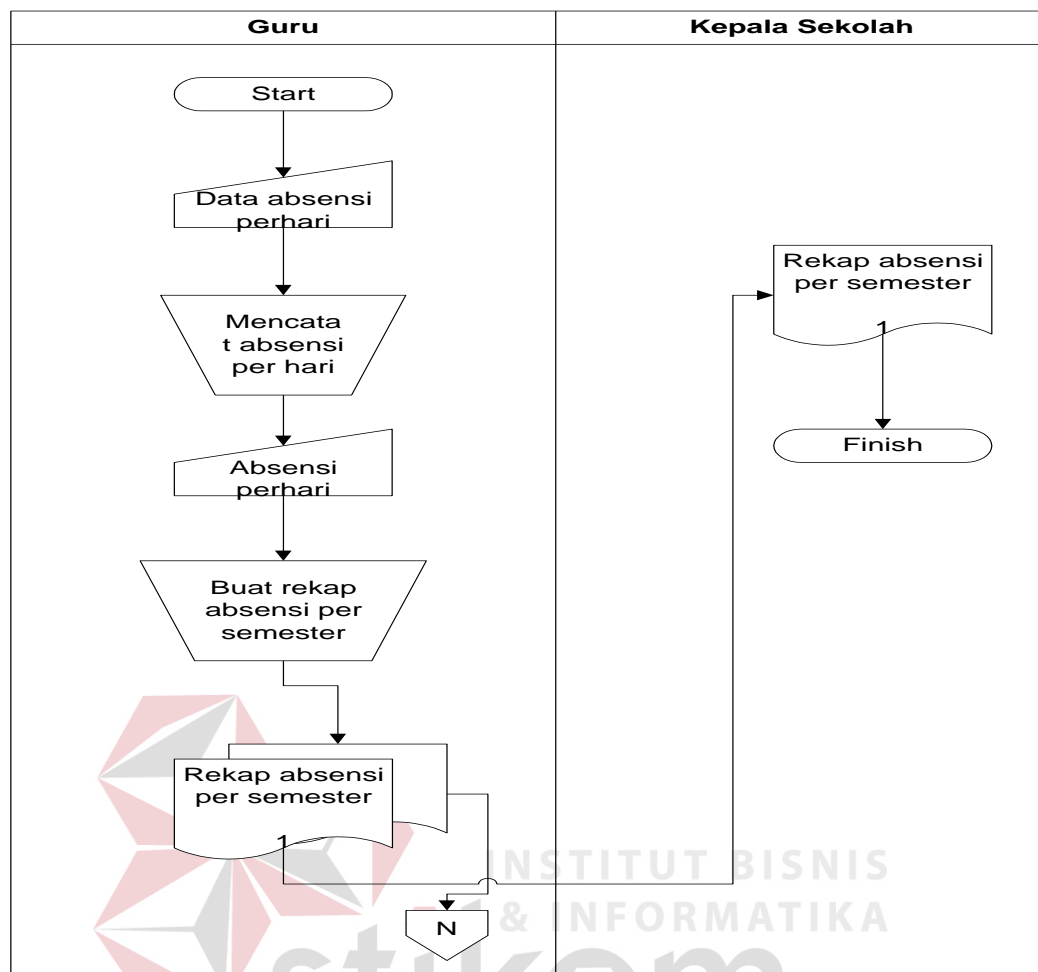 Guru
Kepala Sekolah
Start
Data absensi
perhari
Mencata
t absensi
per hari
Absensi
perhari
Buat rekap
absensi per
semester
Rekap absensi
per semester
1
N
Rekap absensi
per semester
1
Finish
INSTITUT BISNIS
& INFORMATIKA
stikom